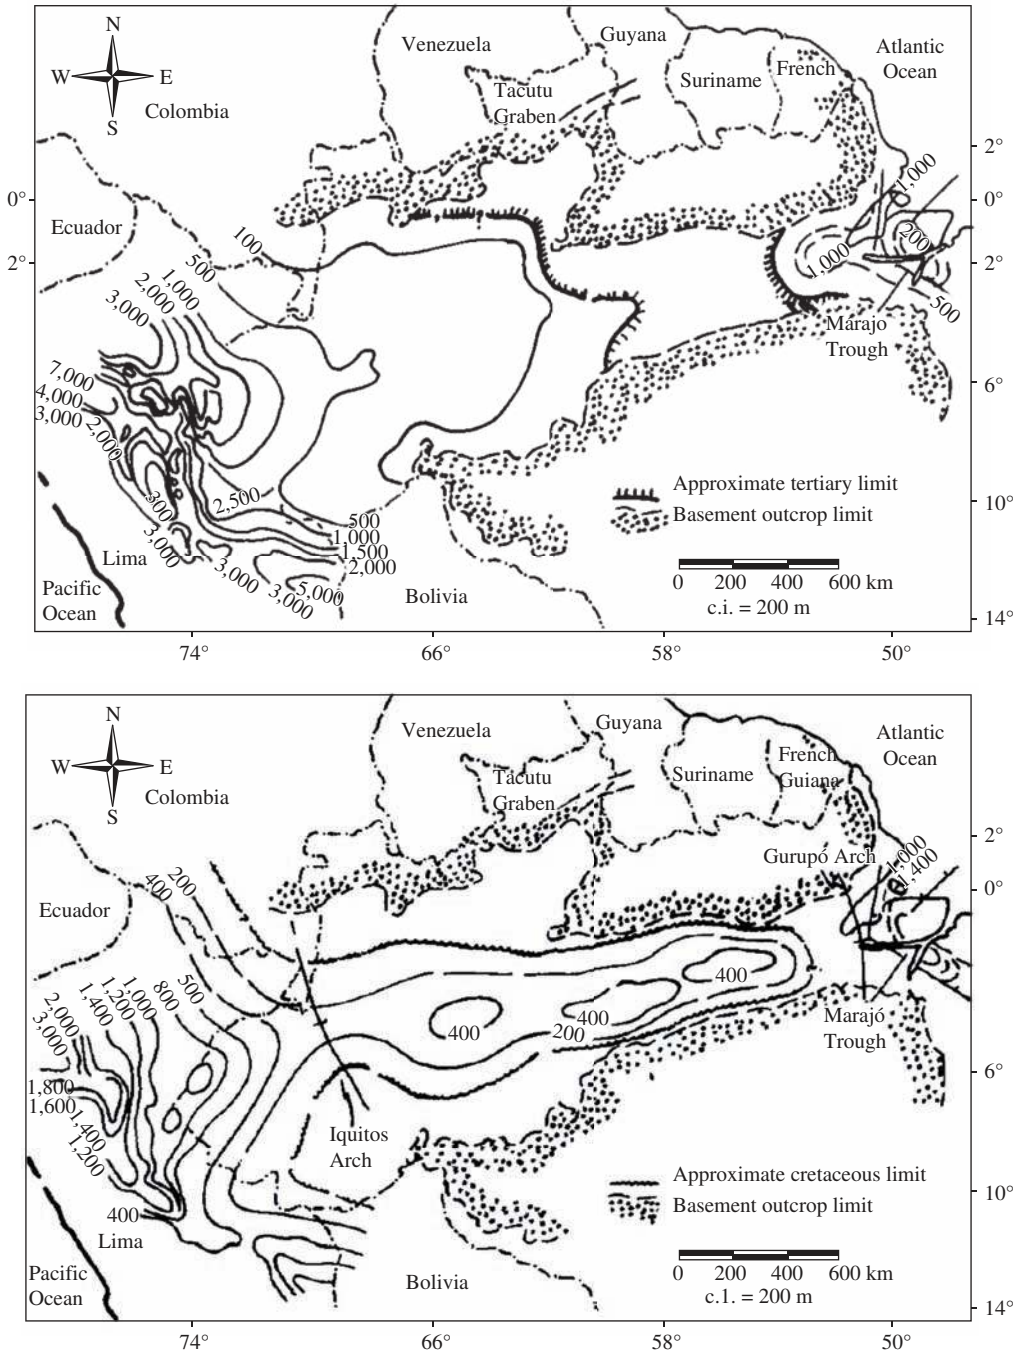 N
W
E
S
Venezuela
Guyana
Suriname
French
Atlantic
Ocean
Colombia
Tacutu
Graben
2°
0°
0°
1,000
Ecuador
100
200
2°
500
2°
1,000
2,000
1,000
3,000
500
Marajo
Trough
7,000
4,000
3,000
2,000
6°
300
2,500
10°
Approximate tertiary limit
Basement outcrop limit
500
1,000
1,500
2,000
3,000
3,000
5,000
3,000
Lima
Pacific
Ocean
Bolivia
0 200 400 600 km
c.i. = 200 m
14°
74° 66° 58° 50°
N
W
E
S
Venezuela
Guyana
Suriname
French
Guiana
Atlantic
Ocean
Colombia
Tacutu
Graben
2°
Gurupó Arch
1,000
1,400
0°
200
400
Ecuador
400
500
800
1,000
1,200
1,400
2,000
3,000
400
400
200
Marajó
Trough
6°
1,800
1,600
1,400
1,200
Iquitos
Arch
400
Lima
Approximate cretaceous limit
Basement outcrop limit
10°
Pacific
Ocean
Bolivia
0 200 400 600 km
c.1. = 200 m
14°
74° 66° 58° 50°